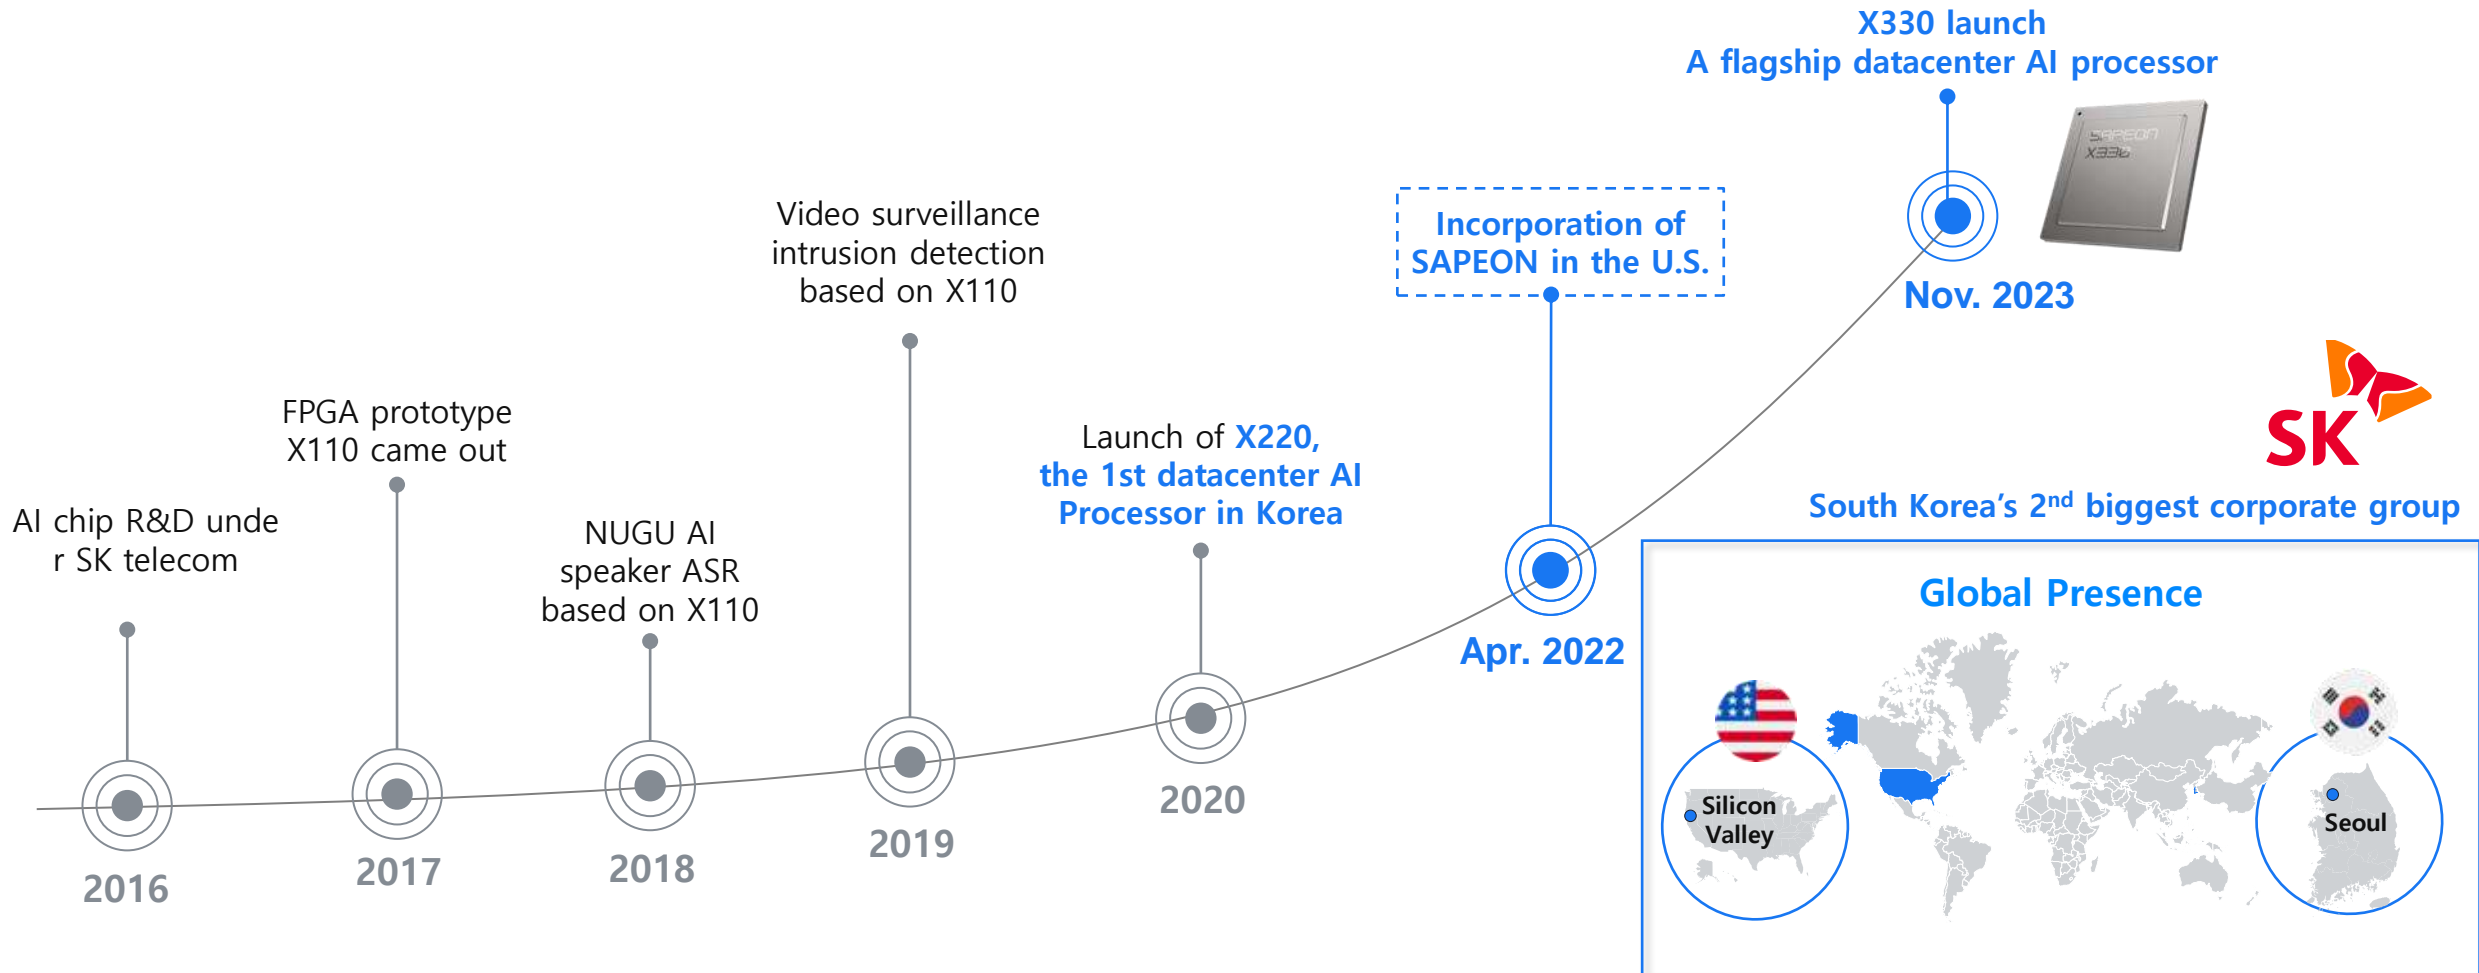 X330 launch
A flagship datacenter AI processor
SAPEON
X330
Nov. 2023
Incorporation of
SAPEON in the U.S.
Apr. 2022
Video surveillance
intrusion detection
based on X110
2019
FPGA prototype
X110 came out
2017
AI chip R&D unde
r SK telecom
2016
NUGU AI
speaker ASR
based on X110
2018
Launch of X220,
the 1st datacenter AI
Processor in Korea
2020
SK
South Korea’s 2nd biggest corporate group
Global Presence
Silicon
Valley
Seoul